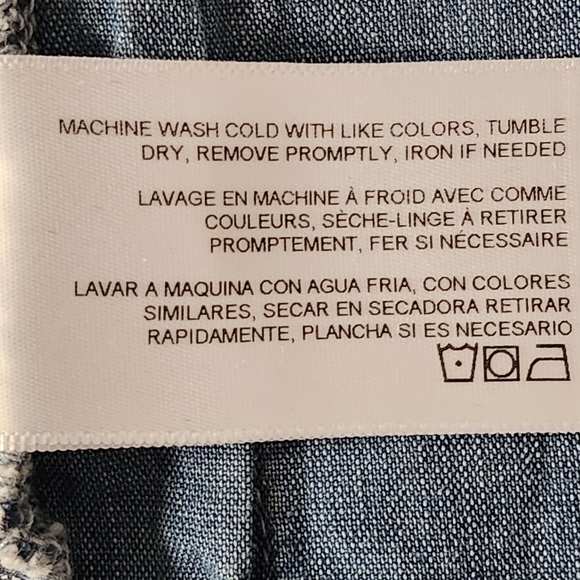 MACHINE WASH COLD WITH LIKE COLORS, TUMBLE
DRY, REMOVE PROMPTLY, IRON IF NEEDED
LAVAGE EN MACHINE À FROID AVEC COMME
COULEURS, SÈCHE-LINGE À RETIRER
PROMPTEMENT, FER SI NÉCESSAIRE
LAVAR A MAQUINA CON AGUA FRIA, CON COLORES
SIMILARES, SECAR EN SECADORA RETIRAR
RAPIDAMENTE, PLANCHA SI ES NECESARIO